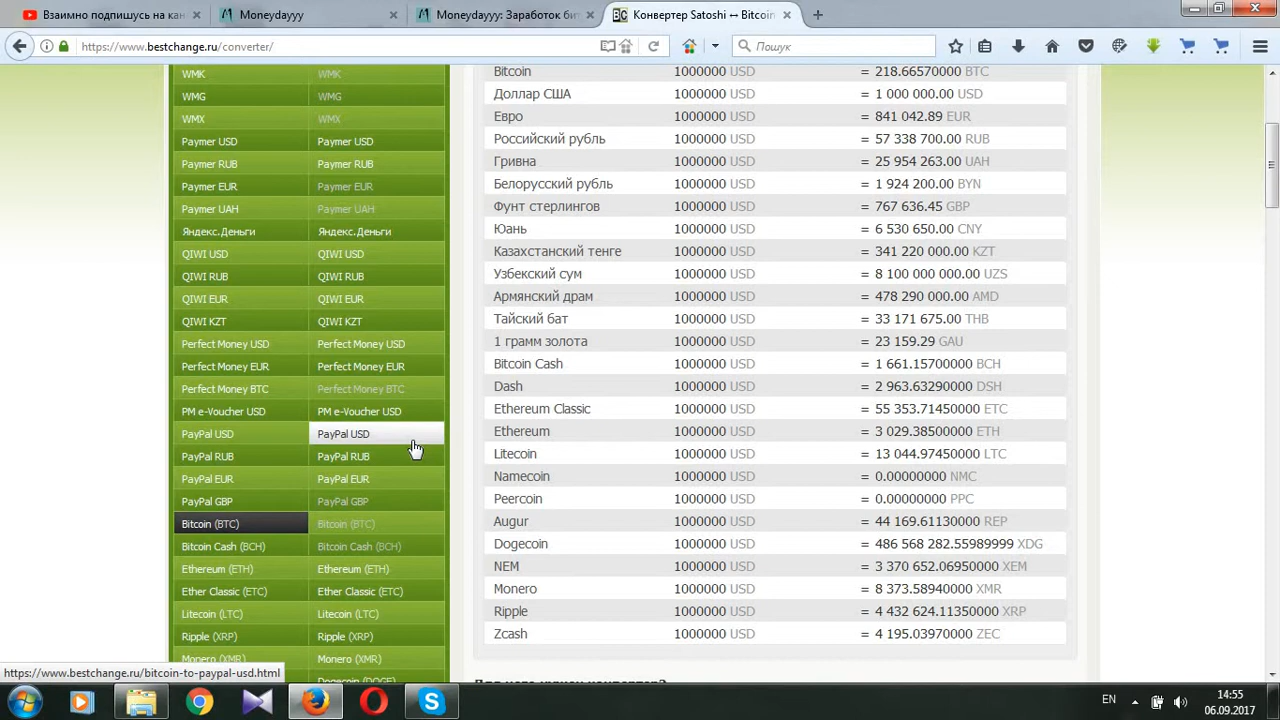 Взаимно подпишусь на кан
Moneydayyy
Moneydayyy: Заработок бит
BC Конвертер Satoshi ↔ Bitcoin
https://www.bestchange.ru/converter/
Пошук
WMK WMK
WMG WMG
WMX WMX
Paymer USD Paymer USD
Paymer RUB Paymer RUB
Paymer EUR Paymer EUR
Paymer UAH Paymer UAH
Яндекс.Деньги Яндекс.Деньги
QIWI USD QIWI USD
QIWI RUB QIWI RUB
QIWI EUR QIWI EUR
QIWI KZT QIWI KZT
Perfect Money USD Perfect Money USD
Perfect Money EUR Perfect Money EUR
Perfect Money BTC Perfect Money BTC
PM e-Voucher USD PM e-Voucher USD
PayPal USD PayPal USD
PayPal RUB PayPal RUB
PayPal EUR PayPal EUR
PayPal GBP PayPal GBP
Bitcoin (BTC) Bitcoin (BTC)
Bitcoin Cash (BCH) Bitcoin Cash (BCH)
Ethereum (ETH) Ethereum (ETH)
Ether Classic (ETC) Ether Classic (ETC)
Litecoin (LTC) Litecoin (LTC)
Ripple (XRP) Ripple (XRP)
Monero (XMR) Monero (XMR)
Dogecoin (DOGE)
Bitcoin 1000000 USD = 218.66570000 BTC
Доллар США 1000000 USD = 1 000 000.00 USD
Евро 1000000 USD = 841 042.89 EUR
Российский рубль 1000000 USD = 57 338 700.00 RUB
Гривна 1000000 USD = 25 954 263.00 UAH
Белорусский рубль 1000000 USD = 1 924 200.00 BYN
Фунт стерлингов 1000000 USD = 767 636.45 GBP
Юань 1000000 USD = 6 530 650.00 CNY
Казахстанский тенге 1000000 USD = 341 220 000.00 KZT
Узбекский сум 1000000 USD = 8 100 000 000.00 UZS
Армянский драм 1000000 USD = 478 290 000.00 AMD
Тайский бат 1000000 USD = 33 171 675.00 THB
1 грамм золота 1000000 USD = 23 159.29 GAU
Bitcoin Cash 1000000 USD = 1 661.15700000 BCH
Dash 1000000 USD = 2 963.63290000 DSH
Ethereum Classic 1000000 USD = 55 353.71450000 ETC
Ethereum 1000000 USD = 3 029.38500000 ETH
Litecoin 1000000 USD = 13 044.97450000 LTC
Namecoin 1000000 USD = 0.00000000 NMC
Peercoin 1000000 USD = 0.00000000 PPC
Augur 1000000 USD = 44 169.61130000 REP
Dogecoin 1000000 USD = 486 568 282.55989999 XDG
NEM 1000000 USD = 3 370 652.06950000 XEM
Monero 1000000 USD = 8 373.58940000 XMR
Ripple 1000000 USD = 4 432 624.11350000 XRP
Zcash 1000000 USD = 4 195.03970000 ZEC
https://www.bestchange.ru/bitcoin-to-paypal-usd.html
EN
14:55
06.09.2017